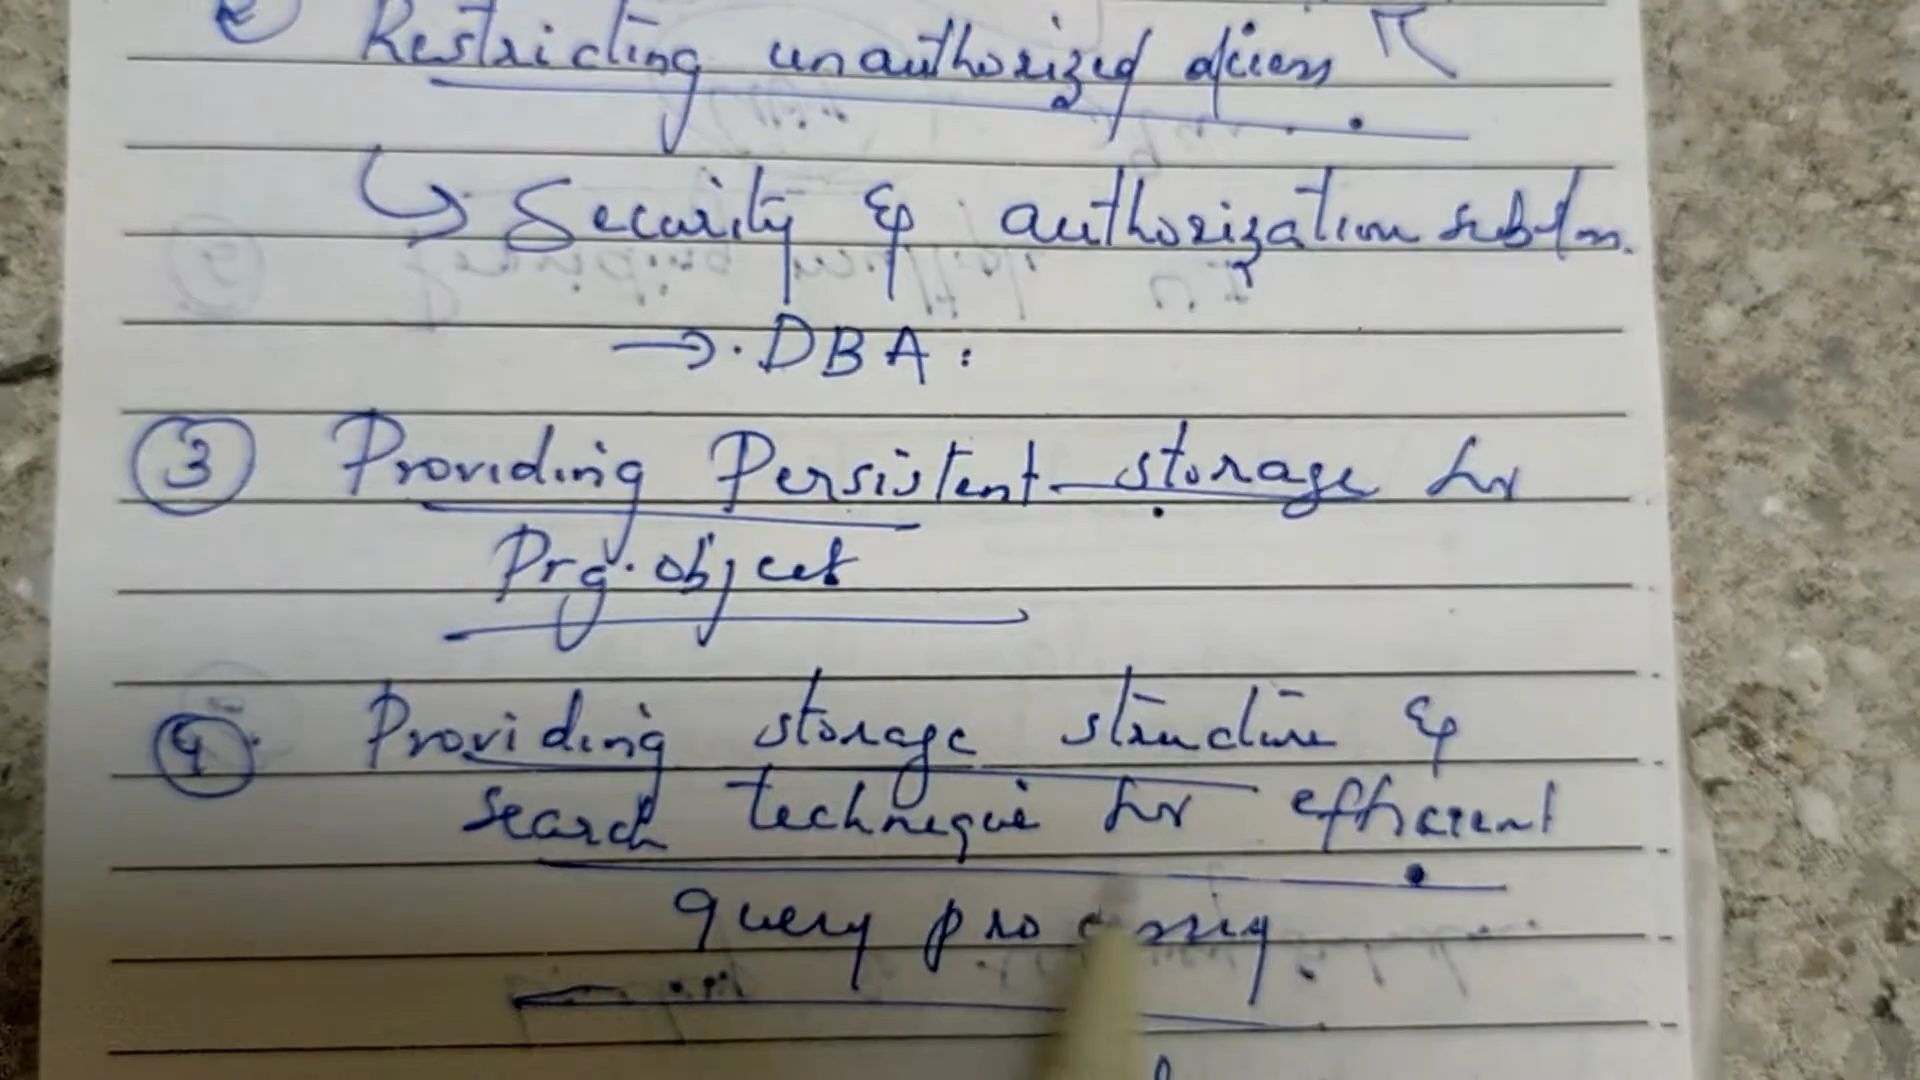 Restricting unauthorized access
↳ Security & authorization
→ DBA:
③ Providing Persistent storage for
Prg. object
④ Providing storage structure &
search technique for efficient
query processing.